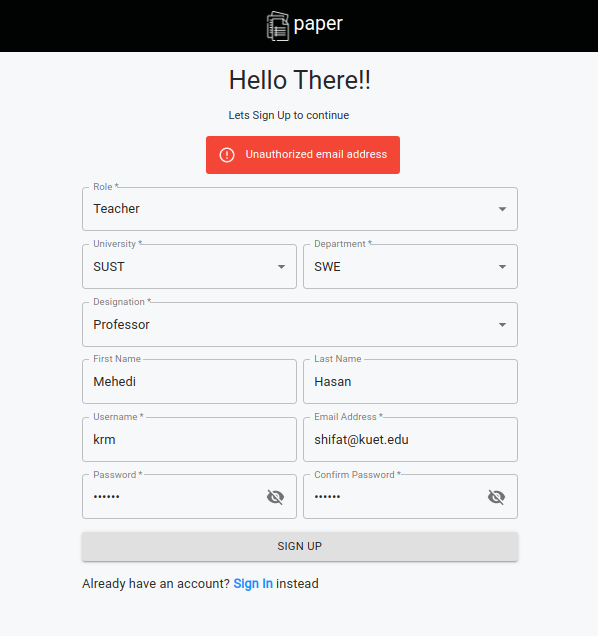 paper
Hello There!!
Lets Sign Up to continue
Unauthorized email address
Role *
Teacher
University * Department *
SUST SWE
Designation *
Professor
First Name Last Name
Mehedi Hasan
Username * Email Address *
krm shifat@kuet.edu
Password * Confirm Password *
•••••• ••••••
SIGN UP
Already have an account? Sign In instead